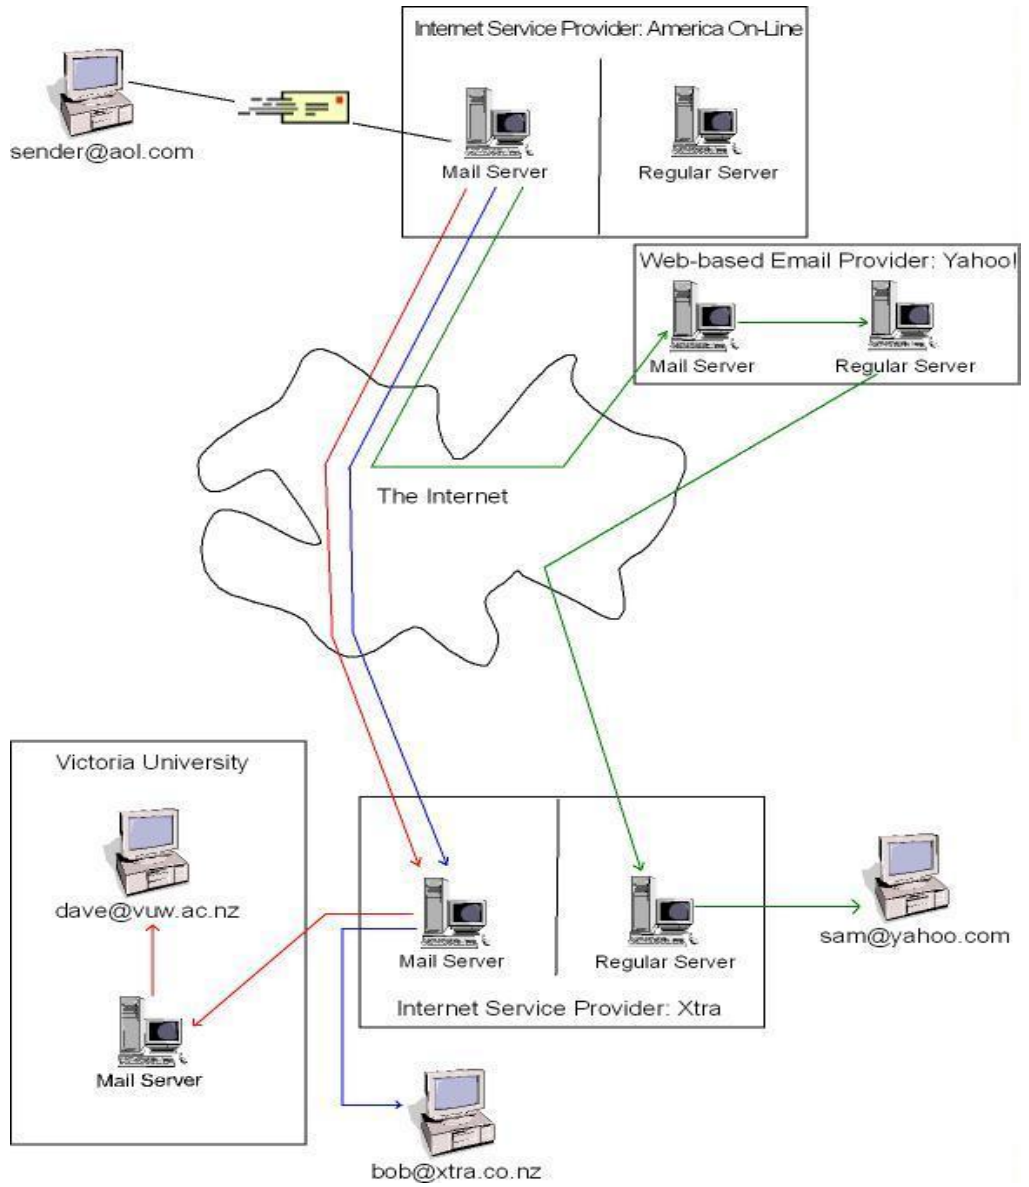 Internet Service Provider: America On-Line
sender@aol.com
Mail Server
Regular Server
Web-based Email Provider: Yahoo!
Mail Server
Regular Server
The Internet
Victoria University
dave@vuw.ac.nz
Mail Server
Mail Server
Regular Server
Internet Service Provider: Xtra
sam@yahoo.com
bob@xtra.co.nz